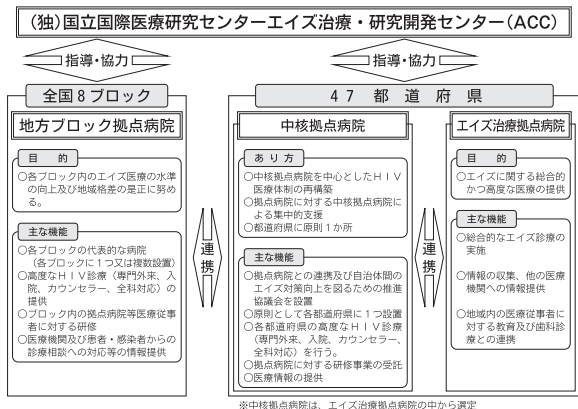 (独)国立国際医療研究センターエイズ治療・研究開発センター(ACC)
指導・協力
指導・協力
全国8ブロック
地方ブロック拠点病院
目 的
○各ブロック内のエイズ医療の水準
の向上及び地域格差の是正に努め
る。
主な機能
○各ブロックの代表的な病院
(各ブロックに1つ又は複数設置)
○高度なHIV診療(専門外来、入
院、カウンセラー、全科対応)の
提供
○ブロック内の拠点病院等医療従事
者に対する研修
○医療機関及び患者・感染者からの
診療相談への対応等の情報提供
連携
47 都 道 府 県
中核拠点病院
あ り 方
○中核拠点病院を中心としたHIV
医療体制の再構築
○拠点病院に対する中核拠点病院に
よる集中的支援
○都道府県に原則1か所
主な機能
○拠点病院との連携及び自治体間の
エイズ対策向上を図るための推進
協議会を設置
○原則として各都道府県に1つ設置
○各都道府県の高度なHIV診療
(専門外来、入院、カウンセラー、
全科対応)を行う。
○拠点病院に対する研修事業の受託
○医療情報の提供
連携
エイズ治療拠点病院
目 的
○エイズに関する総合的
かつ高度な医療の提供
主な機能
○総合的なエイズ診療の
実施
○情報の収集、他の医療
機関への情報提供
○地域内の医療従事者に
対する教育及び歯科診
療との連携
※中核拠点病院は、エイズ治療拠点病院の中から選定